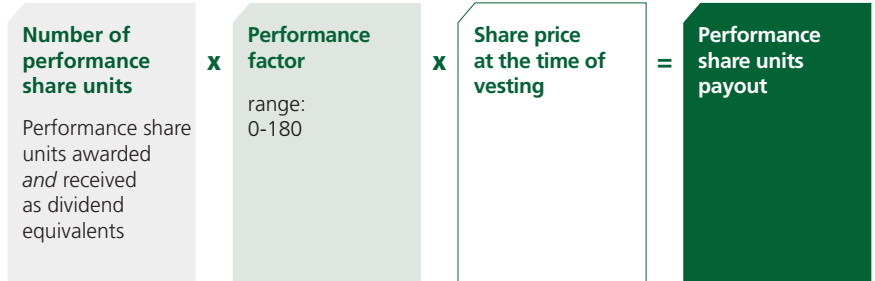 Number of
performance
share units
Performance share
units awarded
and received
as dividend
equivalents
x
Performance
factor
range:
0-180
x
Share price
at the time of
vesting
=
Performance
share units
payout